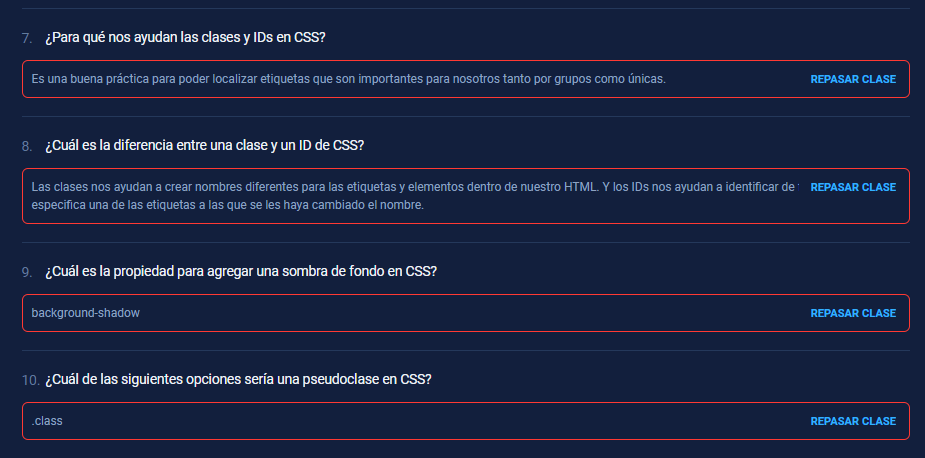 7. ¿Para qué nos ayudan las clases y IDs en CSS?
Es una buena práctica para poder localizar etiquetas que son importantes para nosotros tanto por grupos como únicas. REPASAR CLASE
8. ¿Cuál es la diferencia entre una clase y un ID de CSS?
Las clases nos ayudan a crear nombres diferentes para las etiquetas y elementos dentro de nuestro HTML. Y los IDs nos ayudan a identificar de REPASAR CLASE
especifica una de las etiquetas a las que se les haya cambiado el nombre.
9. ¿Cuál es la propiedad para agregar una sombra de fondo en CSS?
background-shadow REPASAR CLASE
10. ¿Cuál de las siguientes opciones sería una pseudoclase en CSS?
.class REPASAR CLASE